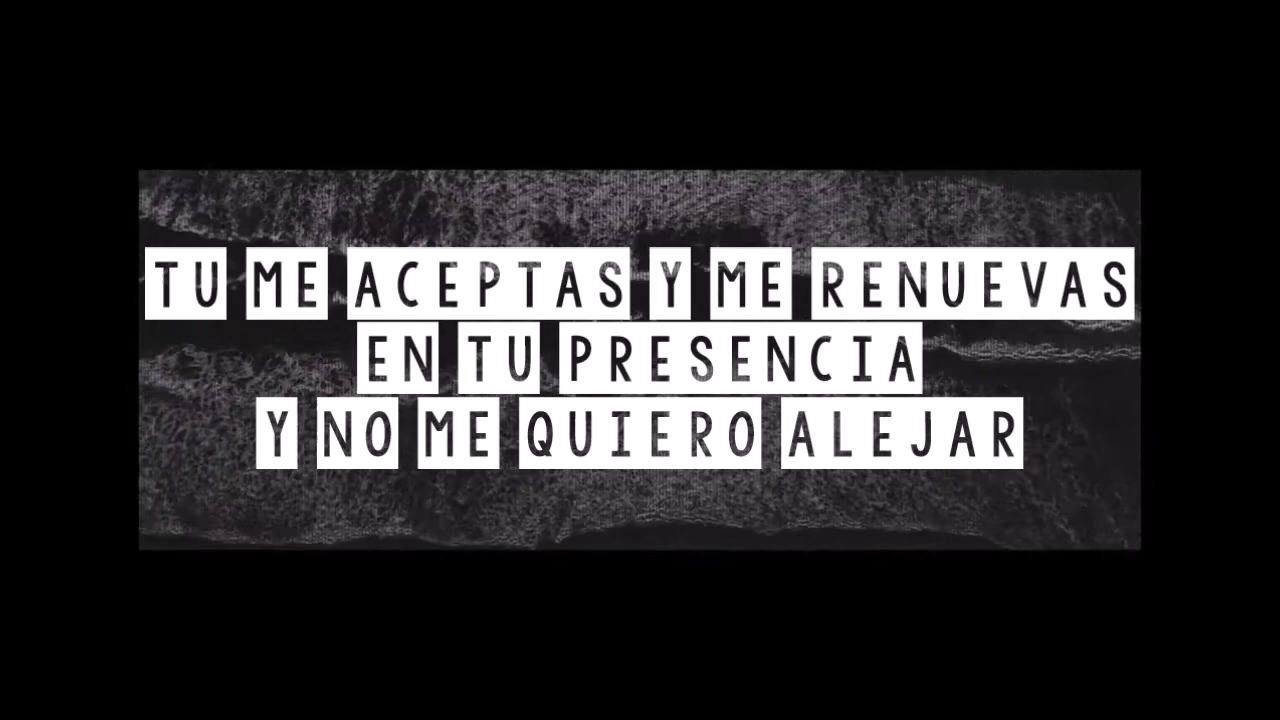 TU ME ACEPTAS Y ME RENUEVAS
EN TU PRESENCIA
Y NO ME QUIERO ALEJAR